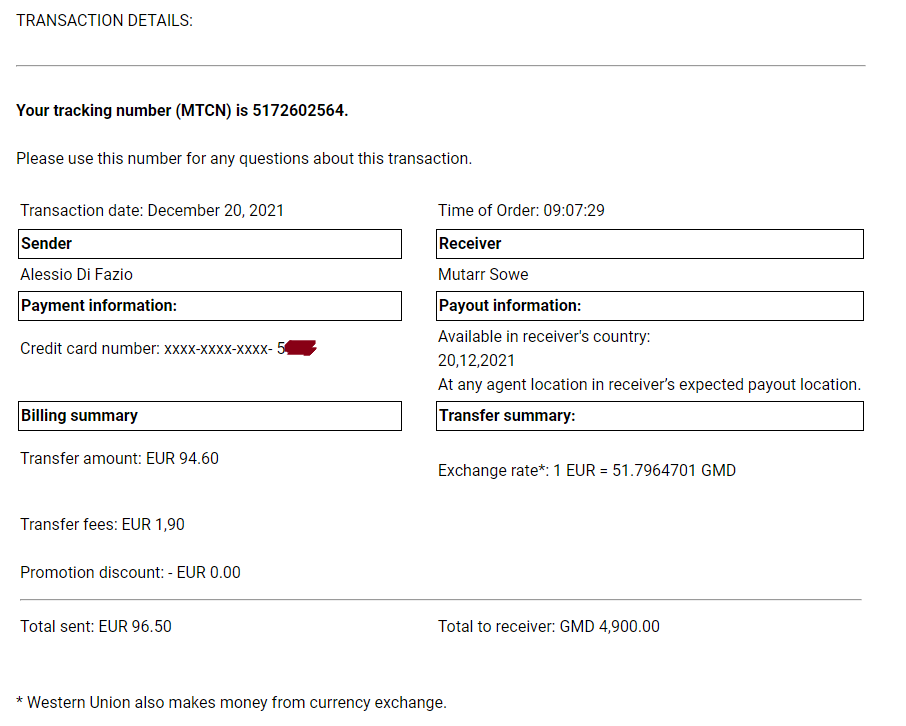 TRANSACTION DETAILS:
Your tracking number (MTCN) is 5172602564.
Please use this number for any questions about this transaction.
Transaction date: December 20, 2021
Time of Order: 09:07:29
Sender
Receiver
Alessio Di Fazio
Mutarr Sowe
Payment information:
Payout information:
Credit card number: xxxx-xxxx-xxxx- 5
Available in receiver's country:
20,12,2021
At any agent location in receiver’s expected payout location.
Billing summary
Transfer summary:
Transfer amount: EUR 94.60
Exchange rate*: 1 EUR = 51.7964701 GMD
Transfer fees: EUR 1,90
Promotion discount: - EUR 0.00
Total sent: EUR 96.50
Total to receiver: GMD 4,900.00
* Western Union also makes money from currency exchange.